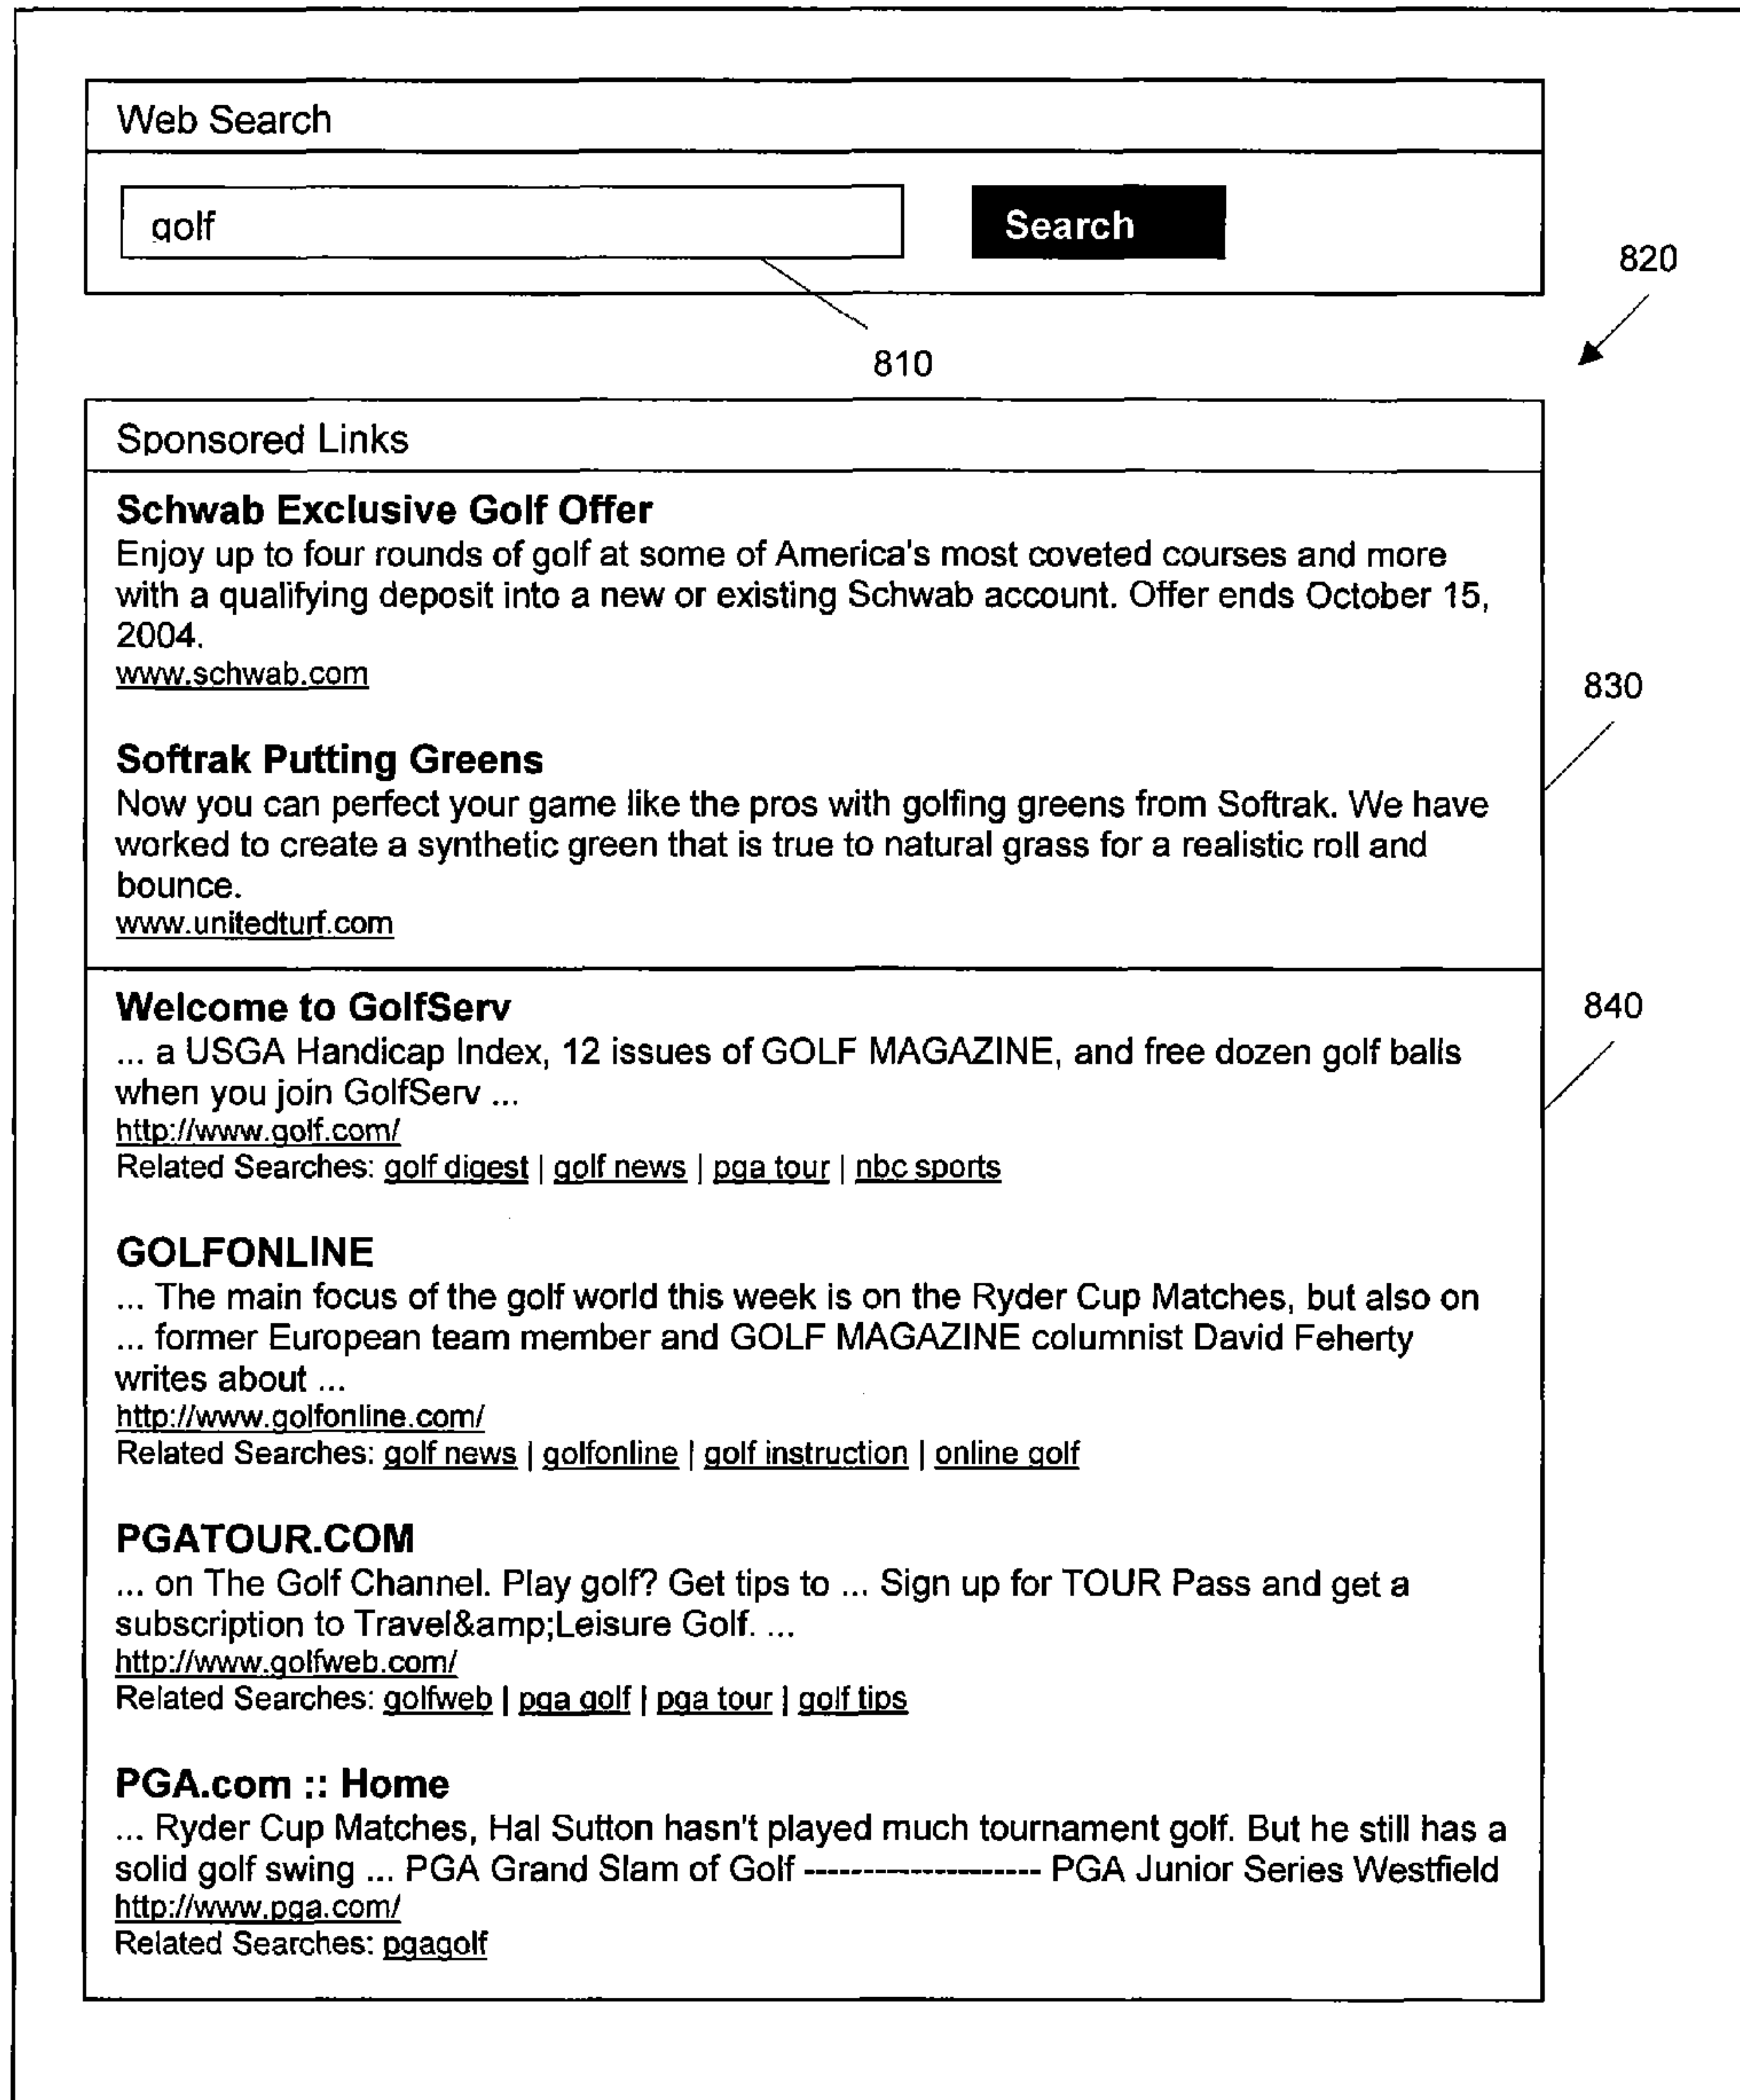 Web Search
golf
Search
820
810
Sponsored Links
Schwab Exclusive Golf Offer
Enjoy up to four rounds of golf at some of America's most coveted courses and more
with a qualifying deposit into a new or existing Schwab account. Offer ends October 15,
2004.
www.schwab.com
830
Softrak Putting Greens
Now you can perfect your game like the pros with golfing greens from Softrak. We have
worked to create a synthetic green that is true to natural grass for a realistic roll and
bounce.
www.unitedturf.com
Welcome to GolfServ
840
... a USGA Handicap Index, 12 issues of GOLF MAGAZINE, and free dozen golf balls
when you join GolfServ ...
http://www.golf.com/
Related Searches: golf digest | golf news | pga tour | nbc sports
GOLFONLINE
... The main focus of the golf world this week is on the Ryder Cup Matches, but also on
... former European team member and GOLF MAGAZINE columnist David Feherty
writes about ...
http://www.golfonline.com/
Related Searches: golf news | golfonline | golf instruction | online golf
PGATOUR.COM
... on The Golf Channel. Play golf? Get tips to ... Sign up for TOUR Pass and get a
subscription to Travel&amp;Leisure Golf. ...
http://www.golfweb.com/
Related Searches: golfweb | pga golf | pga tour | golf tips
PGA.com :: Home
... Ryder Cup Matches, Hal Sutton hasn't played much tournament golf. But he still has a
solid golf swing ... PGA Grand Slam of Golf -------------------- PGA Junior Series Westfield
http://www.pga.com/
Related Searches: pgagolf